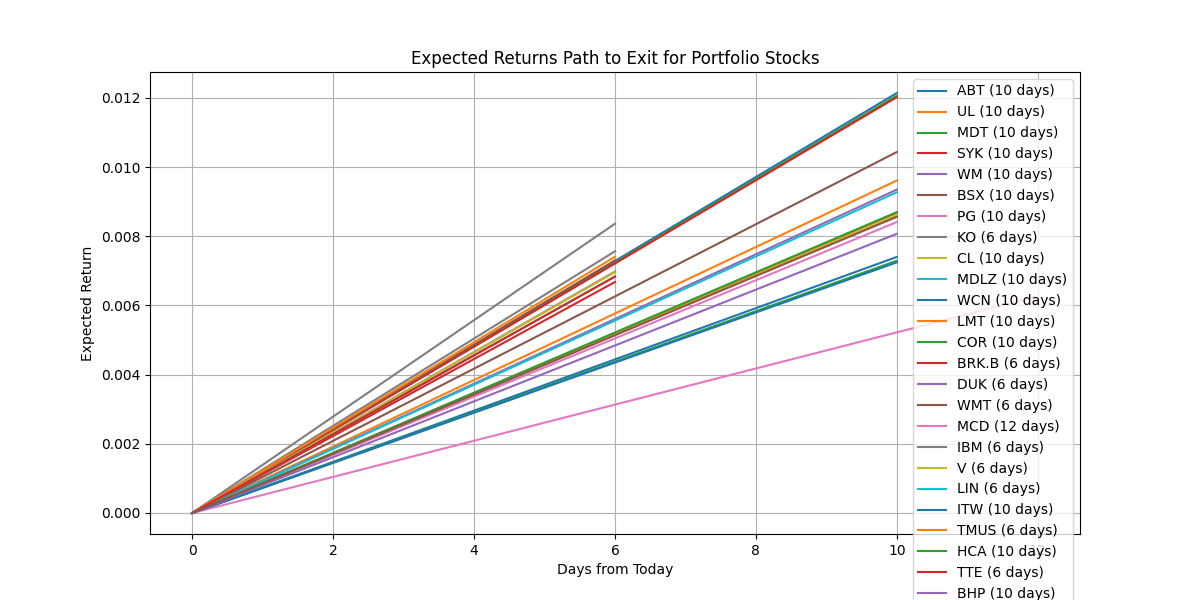 Expected Returns Path to Exit for Portfolio Stocks
Expected Return
0.012
0.010
0.008
0.006
0.004
0.002
0.000
0 2 4 6 8 10
Days from Today
ABT (10 days)
UL (10 days)
MDT (10 days)
SYK (10 days)
WM (10 days)
BSX (10 days)
PG (10 days)
KO (6 days)
CL (10 days)
MDLZ (10 days)
WCN (10 days)
LMT (10 days)
COR (10 days)
BRK.B (6 days)
DUK (6 days)
WMT (6 days)
MCD (12 days)
IBM (6 days)
V (6 days)
LIN (6 days)
ITW (10 days)
TMUS (6 days)
HCA (10 days)
TTE (6 days)
BHP (10 days)